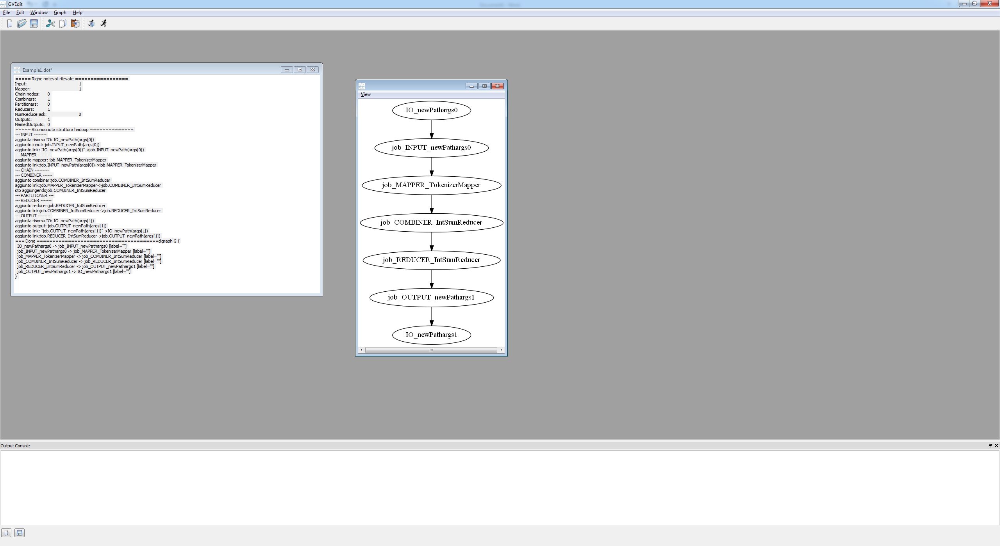 GVEdit
File Edit Window Graph Help
Example1.dot*
===== Righe notevoli rilevate =================
Input: 1
Mapper: 1
Chain nodes: 0
Combiners: 1
Partitioners: 0
Reducers: 1
NumReduceTask: 0
Outputs: 1
NamedOutputs: 0
===== Riconosciuta struttura hadoop ==============
--- INPUT --------
aggiunta risorsa IO: IO_newPath(args[0])
aggiunto input: job.INPUT_newPath(args[0])
aggiunto link: "IO_newPath(args[0])"->job.INPUT_newPath(args[0])
--- MAPPER --------
aggiunto mapper: job.MAPPER_TokenizerMapper
aggiunto link:job.INPUT_newPath(args[0])->job.MAPPER_TokenizerMapper
--- CHAIN ---------
--- COMBINER ------
aggiunto combiner:job.COMBINER_IntSumReducer
aggiunto link:job.MAPPER_TokenizerMapper->job.COMBINER_IntSumReducer
sto aggiungendojob.COMBINER_IntSumReducer
--- PARTITIONER ---
--- REDUCER -------
aggiunto reducer:job.REDUCER_IntSumReducer
aggiunto link:job.COMBINER_IntSumReducer->job.REDUCER_IntSumReducer
--- OUTPUT --------
aggiunta risorsa IO: IO_newPath(args[1])
aggiunto output: job.OUTPUT_newPath(args[1])
aggiunto link: "job.OUTPUT_newPath(args[1])"->IO_newPath(args[1])
aggiunto link:job.REDUCER_IntSumReducer->job.OUTPUT_newPath(args[1])
=== Done =======================================digraph G {
IO_newPathargs0 -> job_INPUT_newPathargs0 [label=""]
job_INPUT_newPathargs0 -> job_MAPPER_TokenizerMapper [label=""]
job_MAPPER_TokenizerMapper -> job_COMBINER_IntSumReducer [label=""]
job_COMBINER_IntSumReducer -> job_REDUCER_IntSumReducer [label=""]
job_REDUCER_IntSumReducer -> job_OUTPUT_newPathargs1 [label=""]
job_OUTPUT_newPathargs1 -> IO_newPathargs1 [label=""]
}
View
IO_newPathargs0
job_INPUT_newPathargs0
job_MAPPER_TokenizerMapper
job_COMBINER_IntSumReducer
job_REDUCER_IntSumReducer
job_OUTPUT_newPathargs1
IO_newPathargs1
Output Console